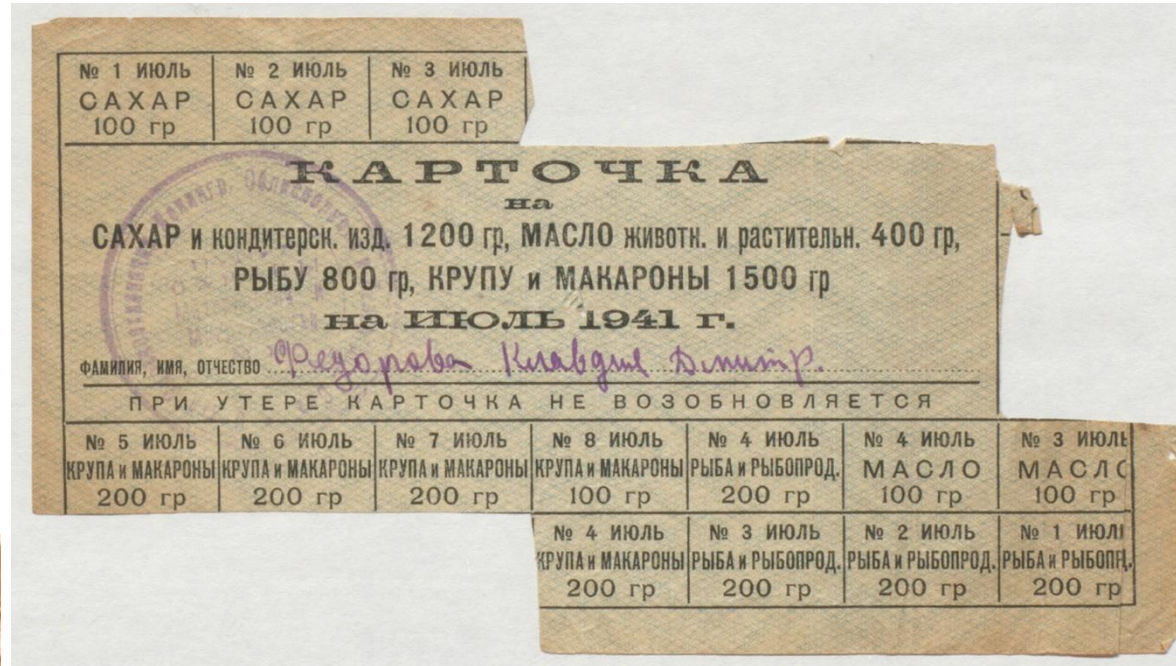 № 1 ИЮЛЬ № 2 ИЮЛЬ № 3 ИЮЛЬ
САХАР САХАР САХАР
100 гр 100 гр 100 гр
КАРТОЧКА
на
САХАР и кондитерск. изд. 1200 гр, МАСЛО животн. и растительн. 400 гр,
РЫБУ 800 гр, КРУПУ и МАКАРОНЫ 1500 гр
на ИЮЛЬ 1941 г.
ФАМИЛИЯ, ИМЯ, ОТЧЕСТВО Федорова Клавдия Дмитр.
ПРИ УТЕРЕ КАРТОЧКА НЕ ВОЗОБНОВЛЯЕТСЯ
№ 5 ИЮЛЬ № 6 ИЮЛЬ № 7 ИЮЛЬ № 8 ИЮЛЬ № 4 ИЮЛЬ № 4 ИЮЛЬ № 3 ИЮЛЬ
КРУПА и МАКАРОНЫ КРУПА и МАКАРОНЫ КРУПА и МАКАРОНЫ КРУПА и МАКАРОНЫ РЫБА и РЫБОПРОД. МАСЛО МАСЛО
200 гр 200 гр 200 гр 100 гр 200 гр 100 гр 100 гр
№ 4 ИЮЛЬ № 3 ИЮЛЬ № 2 ИЮЛЬ № 1 ИЮЛЬ
КРУПА и МАКАРОНЫ РЫБА и РЫБОПРОД. РЫБА и РЫБОПРОД. РЫБА и РЫБОПР.
200 гр 200 гр 200 гр 200 гр